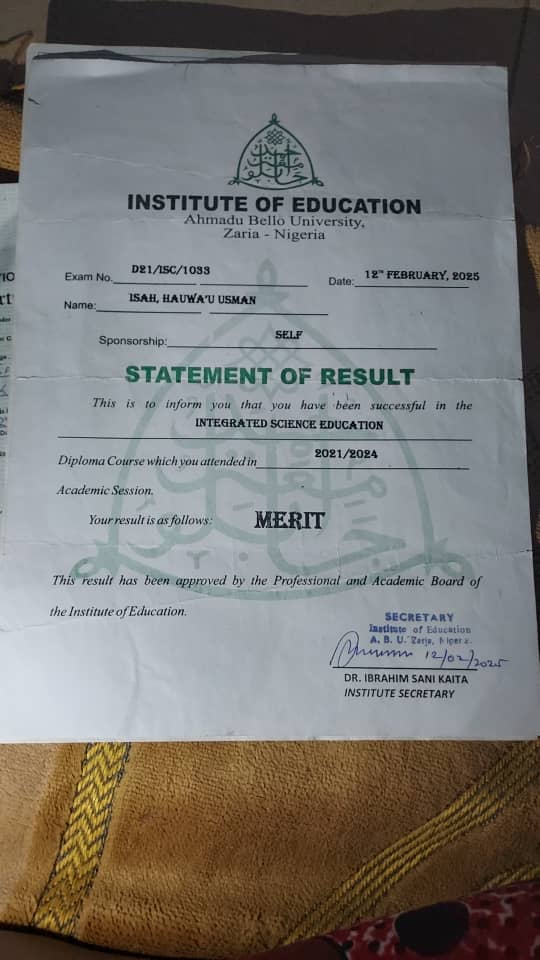 INSTITUTE OF EDUCATION
Ahmadu Bello University,
Zaria - Nigeria
Exam No. D21/ISC/1033 Date: 12TH FEBRUARY, 2025
Name: ISAH, HAUWA'U USMAN
Sponsorship: SELF
STATEMENT OF RESULT
This is to inform you that you have been successful in the
INTEGRATED SCIENCE EDUCATION
Diploma Course which you attended in 2021/2024
Academic Session.
Your result is as follows: MERIT
This result has been approved by the Professional and Academic Board of
the Institute of Education.
SECRETARY
Institute of Education
A. B. U. Zaria,
12/02/2025
DR. IBRAHIM SANI KAITA
INSTITUTE SECRETARY